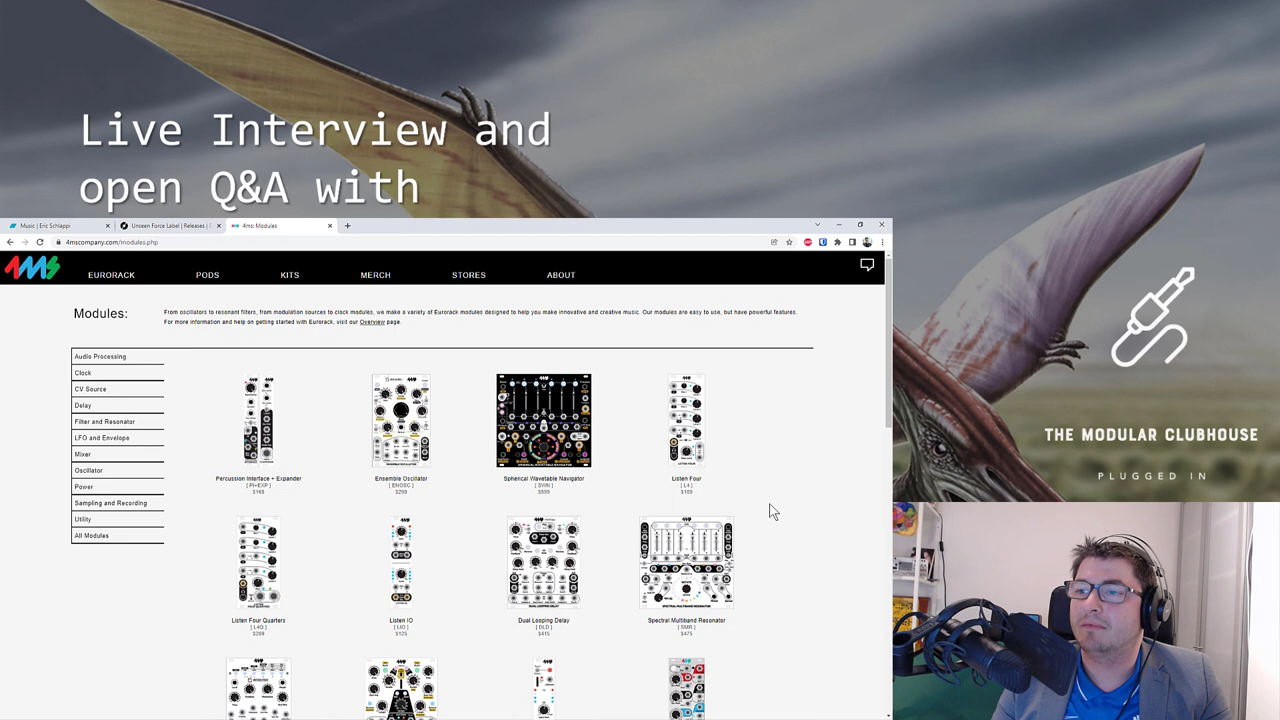 Live Interview and
open Q&A with
Music | Eric Schlappi
Unseen Force Label | Releases |
4ms: Modules
4mscompany.com/modules.php
4MS
EURORACK
PODS
KITS
MERCH
STORES
ABOUT
Modules:
From oscillators to resonant filters, from modulation sources to clock modules, we make a variety of Eurorack modules designed to help you make innovative and creative music. Our modules are easy to use, but have powerful features.
For more information and help on getting started with Eurorack, visit our Overview page.
Audio Processing
Clock
CV Source
Delay
Filter and Resonator
LFO and Envelope
Mixer
Oscillator
Power
Sampling and Recording
Utility
All Modules
Percussion Interface + Expander
[ PI+EXP ]
$165
Ensemble Oscillator
[ ENOSC ]
Spherical Wavetable Navigator
[ SWN ]
Listen Four
[ L4 ]
$189
Listen Four Quarters
[ L4Q ]
Listen IO
[ LIO ]
$125
Dual Looping Delay
[ DLD ]
$415
Spectral Multiband Resonator
[ SMR ]
$475
THE MODULAR CLUBHOUSE
PLUGGED IN